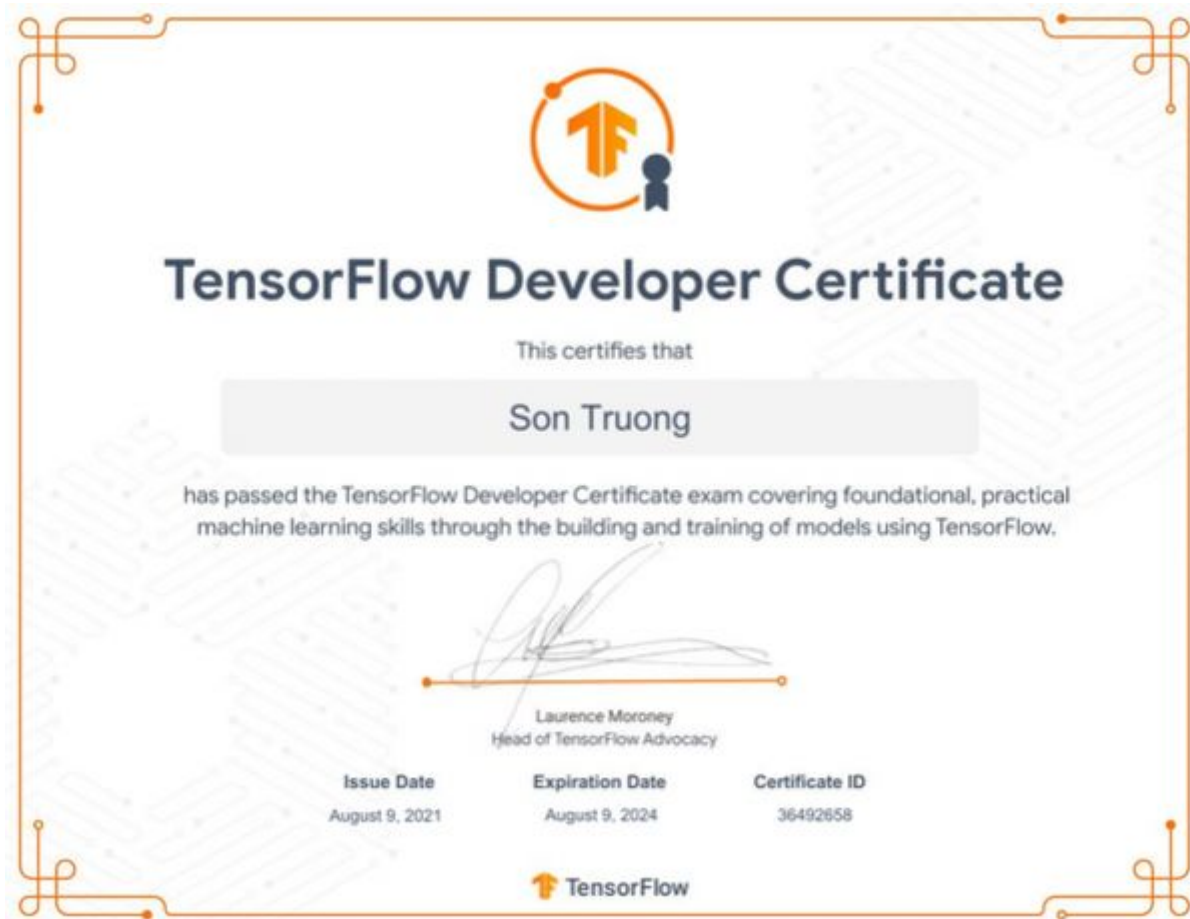 TF
TensorFlow Developer Certificate
This certifies that
Son Truong
has passed the TensorFlow Developer Certificate exam covering foundational, practical
machine learning skills through the building and training of models using TensorFlow.
Laurence Moroney
Head of TensorFlow Advocacy
Issue Date Expiration Date Certificate ID
August 9, 2021 August 9, 2024 36492658
TensorFlow